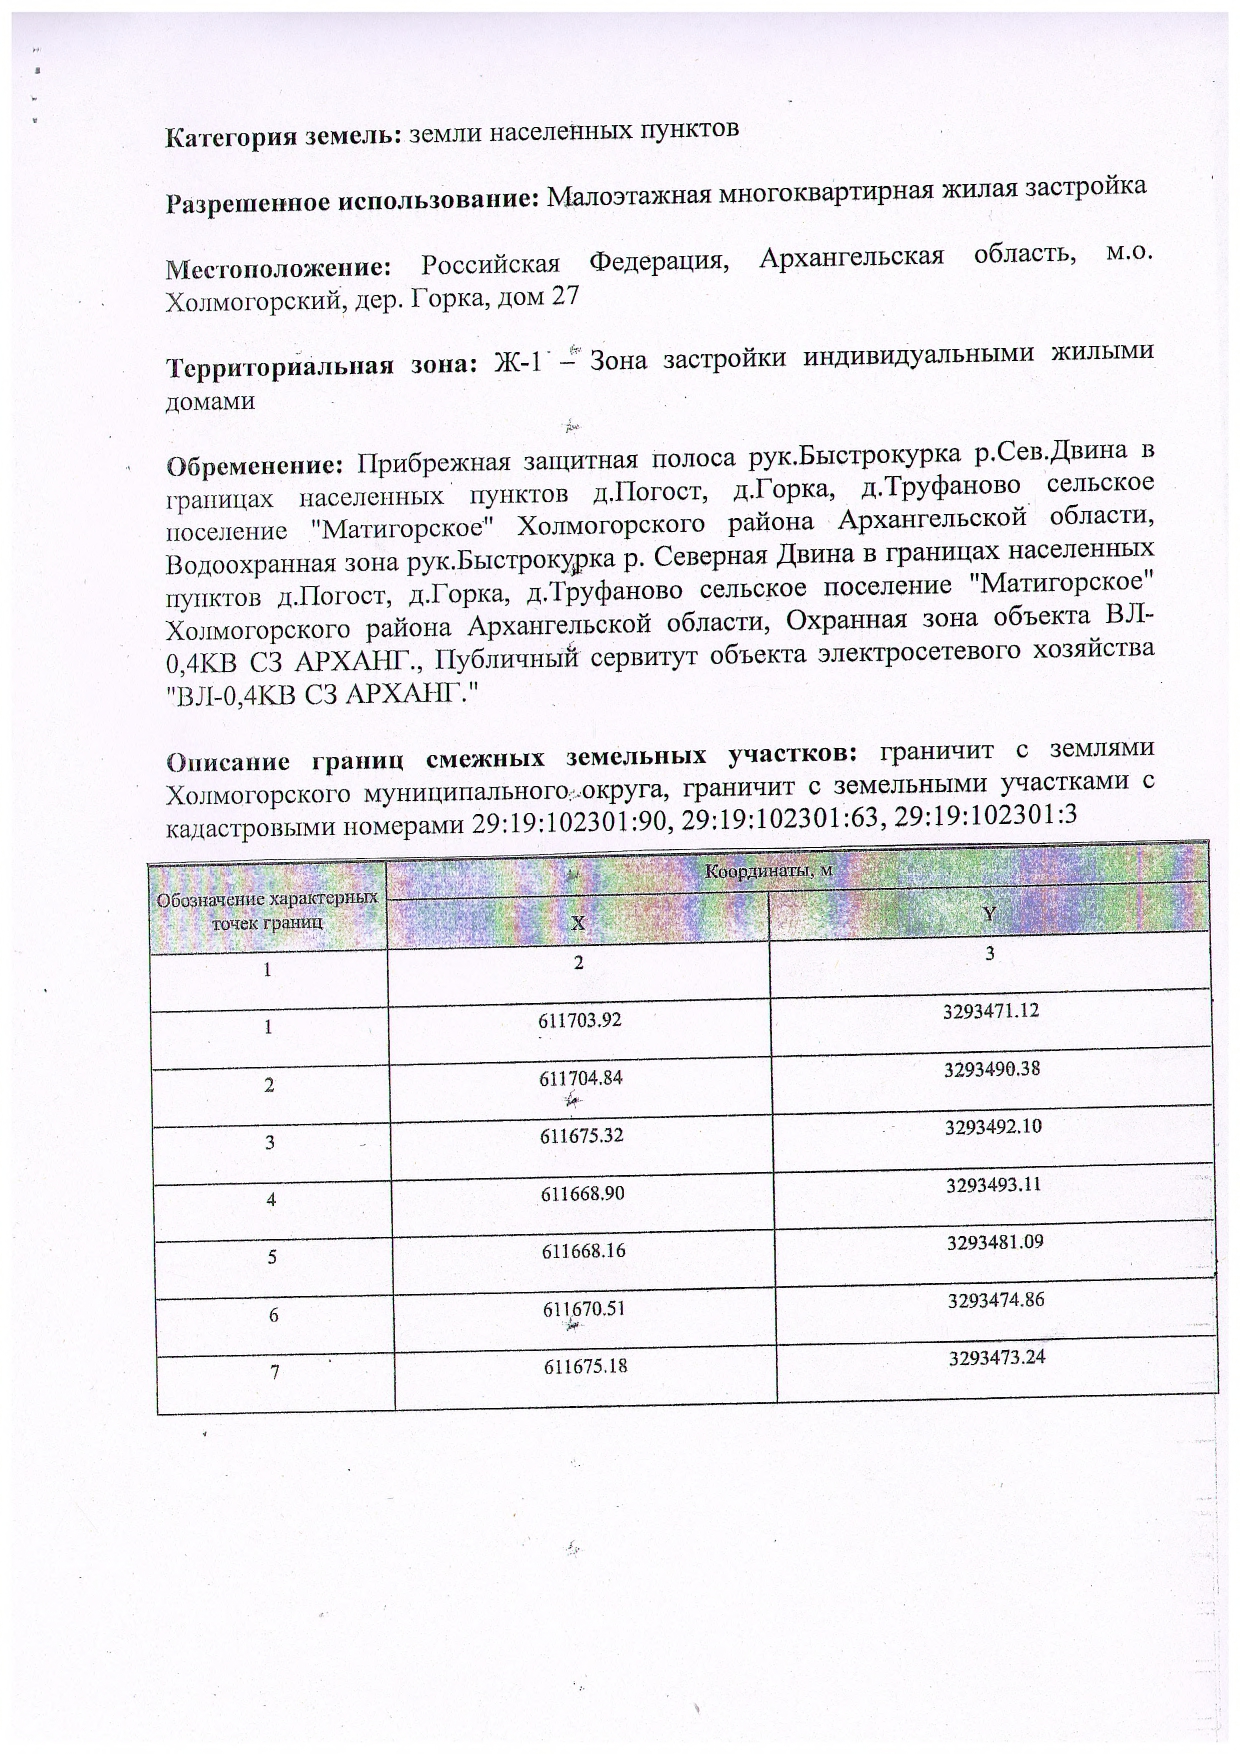 Категория земель: земли населенных пунктов
Разрешенное использование: Малоэтажная многоквартирная жилая застройка
Местоположение: Российская Федерация, Архангельская область, м.о.
Холмогорский, дер. Горка, дом 27
Территориальная зона: Ж-1 – Зона застройки индивидуальными жилыми
домами
Обременение: Прибрежная защитная полоса рук.Быстрокурка р.Сев.Двина в
границах населенных пунктов д.Погост, д.Горка, д.Труфаново сельское
поселение "Матигорское" Холмогорского района Архангельской области,
Водоохранная зона рук.Быстрокурка р. Северная Двина в границах населенных
пунктов д.Погост, д.Горка, д.Труфаново сельское поселение "Матигорское"
Холмогорского района Архангельской области, Охранная зона объекта ВЛ-
0,4КВ СЗ АРХАНГ., Публичный сервитут объекта электросетевого хозяйства
"ВЛ-0,4КВ СЗ АРХАНГ."
Описание границ смежных земельных участков: граничит с землями
Холмогорского муниципального округа, граничит с земельными участками с
кадастровыми номерами 29:19:102301:90, 29:19:102301:63, 29:19:102301:3
Обозначение характерных
точек границ
Координаты, м
X Y
1 2 3
1 611703.92 3293471.12
2 611704.84 3293490.38
3 611675.32 3293492.10
4 611668.90 3293493.11
5 611668.16 3293481.09
6 611670.51 3293474.86
7 611675.18 3293473.24